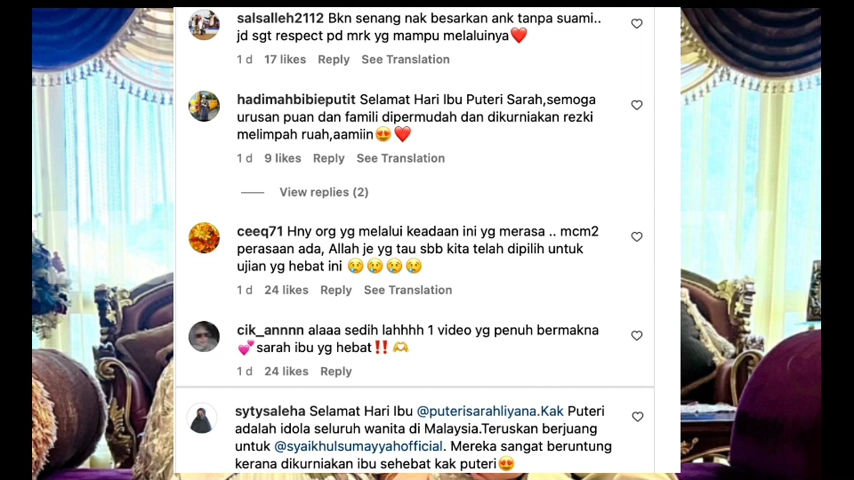 salsalleh2112 Bkn senang nak besarkan ank tanpa suami..
jd sgt respect pd mrk yg mampu melaluinya❤️
1 d 17 likes Reply See Translation
hadimahbibieputit Selamat Hari Ibu Puteri Sarah,semoga
urusan puan dan famili dipermudah dan dikurniakan rezki
melimpah ruah,aamiin😍❤️
1 d 9 likes Reply See Translation
View replies (2)
ceeq71 Hny org yg melalui keadaan ini yg merasa .. mcm2
perasaan ada, Allah je yg tau sbb kita telah dipilih untuk
ujian yg hebat ini 😢😢😢😢
1 d 24 likes Reply See Translation
cik_annnn alaaa sedih lahhhh 1 video yg penuh bermakna
💕sarah ibu yg hebat‼️🫶
1 d 24 likes Reply
sytysaleha Selamat Hari Ibu @puterisarahliyana.Kak Puteri
adalah idola seluruh wanita di Malaysia.Teruskan berjuang
untuk @syaikhulsumayyahofficial. Mereka sangat beruntung
kerana dikurniakan ibu sehebat kak puteri😍